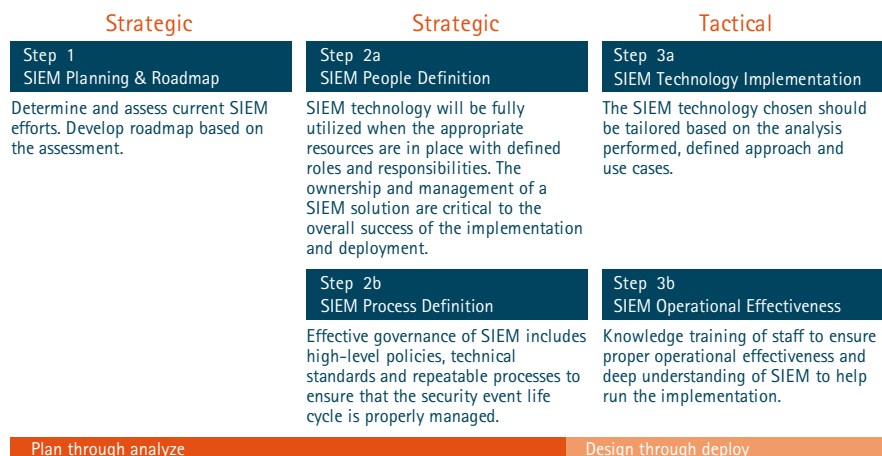 Strategic
Step 1
SIEM Planning & Roadmap
Determine and assess current SIEM
efforts. Develop roadmap based on
the assessment.
Strategic
Step 2a
SIEM People Definition
SIEM technology will be fully
utilized when the appropriate
resources are in place with defined
roles and responsibilities. The
ownership and management of a
SIEM solution are critical to the
overall success of the implementation
and deployment.
Step 2b
SIEM Process Definition
Effective governance of SIEM includes
high-level policies, technical
standards and repeatable processes to
ensure that the security event life
cycle is properly managed.
Tactical
Step 3a
SIEM Technology Implementation
The SIEM technology chosen should
be tailored based on the analysis
performed, defined approach and
use cases.
Step 3b
SIEM Operational Effectiveness
Knowledge training of staff to ensure
proper operational effectiveness and
deep understanding of SIEM to help
run the implementation.
Plan through analyze
Design through deploy